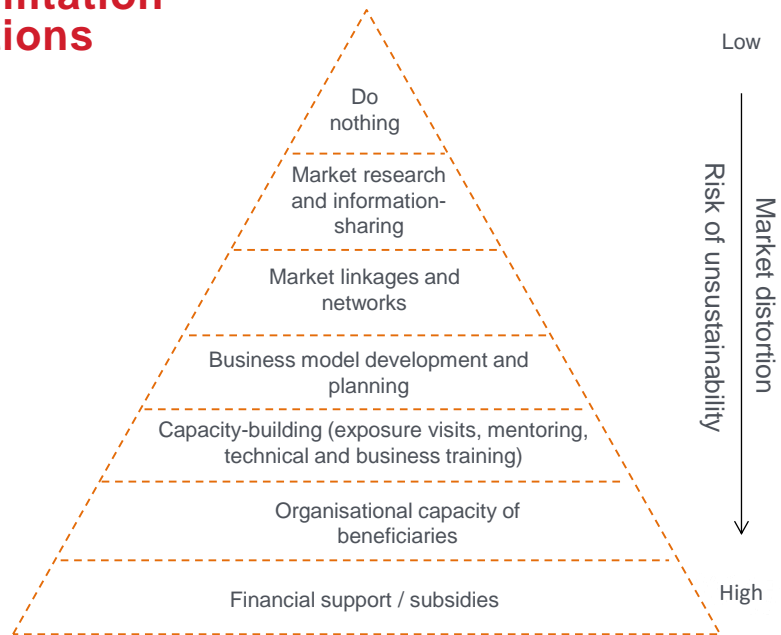 Low
Do
nothing
Market research
and information-
sharing
Market linkages and
networks
Business model development and
planning
Capacity-building (exposure visits, mentoring,
technical and business training)
Organisational capacity of
beneficiaries
Financial support / subsidies
Risk of unsustainability
Market distortion
High